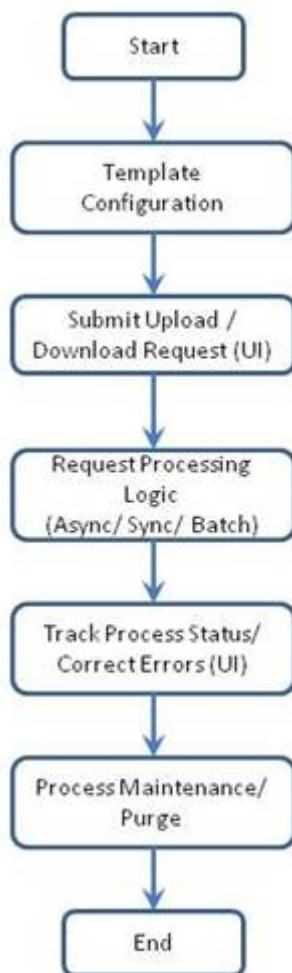 Start
Template
Configuration
Submit Upload /
Download Request (UI)
Request Processing
Logic
(Async/ Sync/ Batch)
Track Process Status/
Correct Errors (UI)
Process Maintenance/
Purge
End